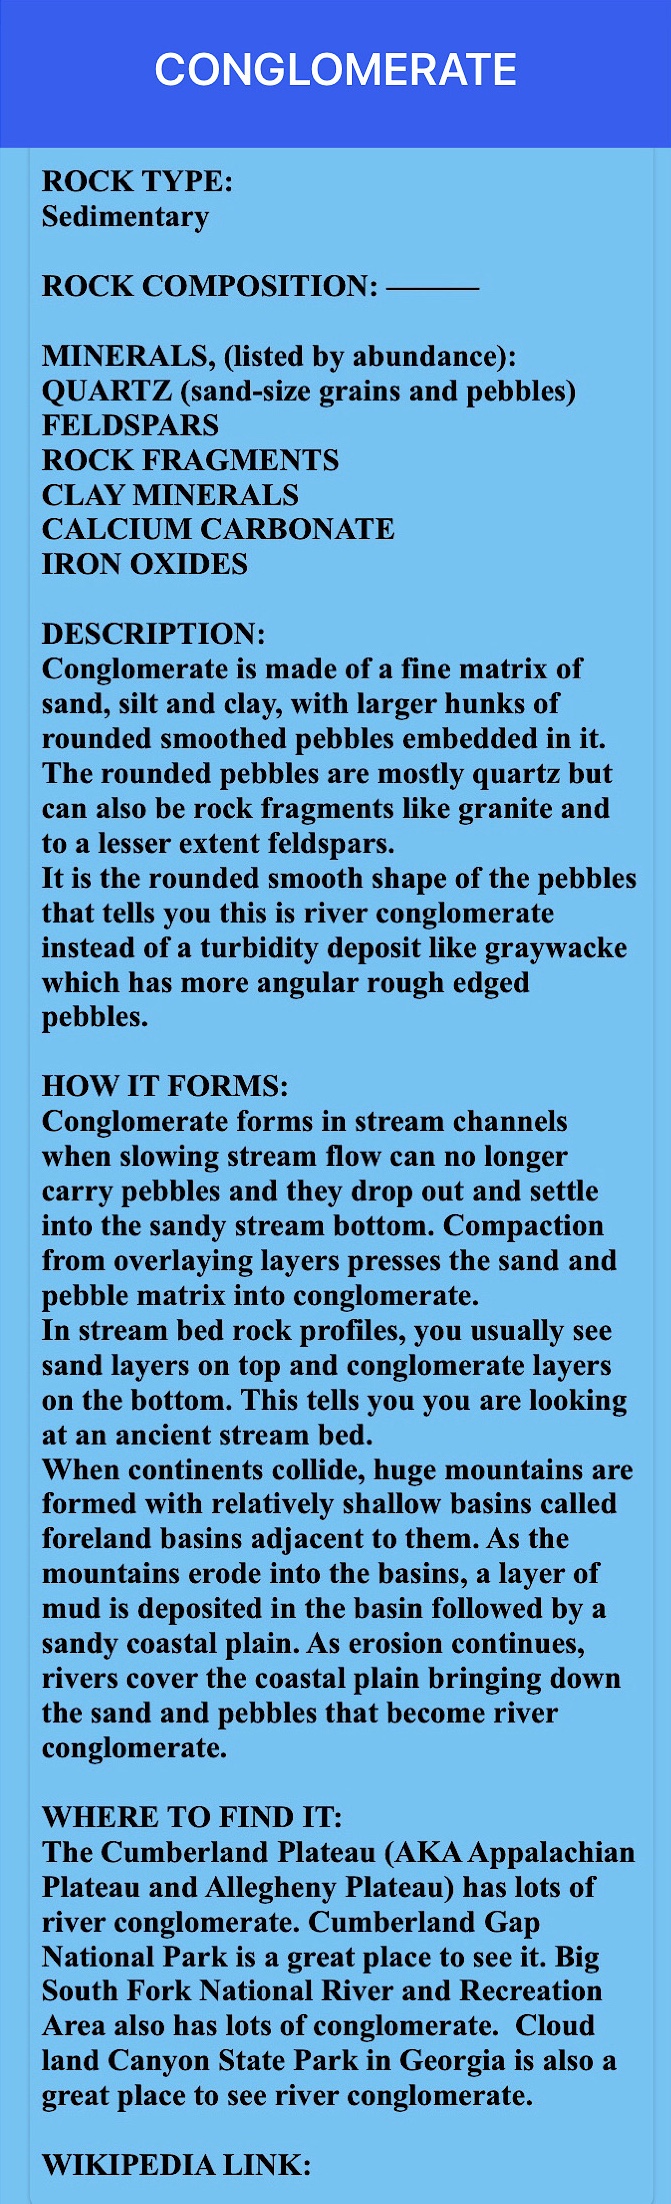 CONGLOMERATE
ROCK TYPE:
Sedimentary
ROCK COMPOSITION: ———
MINERALS, (listed by abundance):
QUARTZ (sand-size grains and pebbles)
FELDSPARS
ROCK FRAGMENTS
CLAY MINERALS
CALCIUM CARBONATE
IRON OXIDES
DESCRIPTION:
Conglomerate is made of a fine matrix of
sand, silt and clay, with larger hunks of
rounded smoothed pebbles embedded in it.
The rounded pebbles are mostly quartz but
can also be rock fragments like granite and
to a lesser extent feldspars.
It is the rounded smooth shape of the pebbles
that tells you this is river conglomerate
instead of a turbidity deposit like graywacke
which has more angular rough edged
pebbles.
HOW IT FORMS:
Conglomerate forms in stream channels
when slowing stream flow can no longer
carry pebbles and they drop out and settle
into the sandy stream bottom. Compaction
from overlaying layers presses the sand and
pebble matrix into conglomerate.
In stream bed rock profiles, you usually see
sand layers on top and conglomerate layers
on the bottom. This tells you you are looking
at an ancient stream bed.
When continents collide, huge mountains are
formed with relatively shallow basins called
foreland basins adjacent to them. As the
mountains erode into the basins, a layer of
mud is deposited in the basin followed by a
sandy coastal plain. As erosion continues,
rivers cover the coastal plain bringing down
the sand and pebbles that become river
conglomerate.
WHERE TO FIND IT:
The Cumberland Plateau (AKA Appalachian
Plateau and Allegheny Plateau) has lots of
river conglomerate. Cumberland Gap
National Park is a great place to see it. Big
South Fork National River and Recreation
Area also has lots of conglomerate.  Cloud
land Canyon State Park in Georgia is also a
great place to see river conglomerate.
WIKIPEDIA LINK: